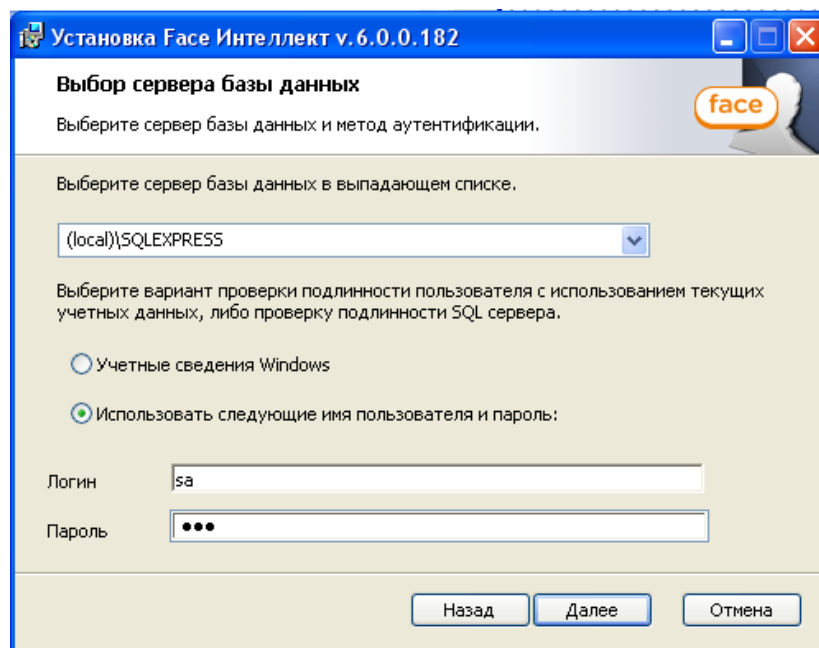 Установка Face Интеллект v.6.0.0.182
Выбор сервера базы данных
face
Выберите сервер базы данных и метод аутентификации.
Выберите сервер базы данных в выпадающем списке.
(local)\SQLEXPRESS
Выберите вариант проверки подлинности пользователя с использованием текущих
учетных данных, либо проверку подлинности SQL сервера.
Учетные сведения Windows
Использовать следующие имя пользователя и пароль:
Логин
sa
Пароль
•••
Назад
Далее
Отмена